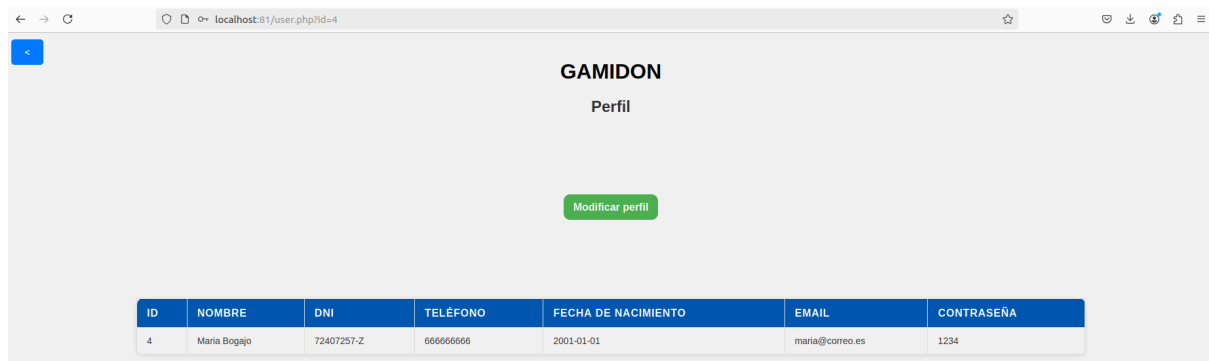 localhost:81/user.php?id=4
<
GAMIDON
Perfil
Modificar perfil
ID NOMBRE DNI TELÉFONO FECHA DE NACIMIENTO EMAIL CONTRASEÑA
4 Maria Bogajo 72407257-Z 666666666 2001-01-01 maria@correo.es 1234